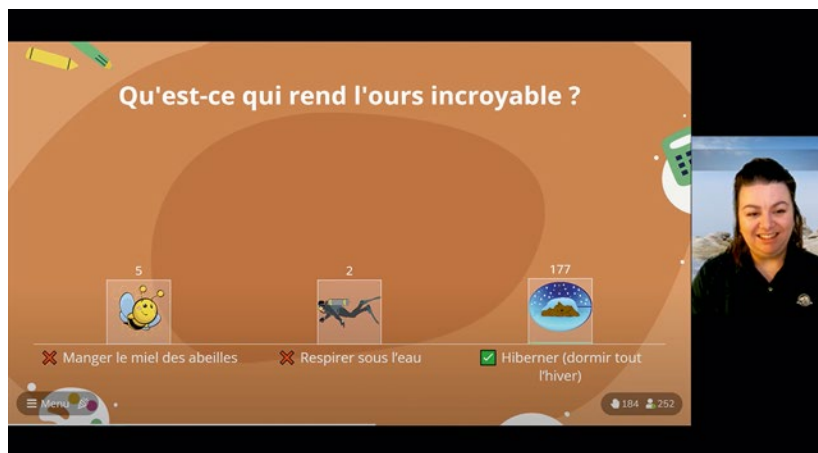 Qu'est-ce qui rend l'ours incroyable ?
5
2
177
Manger le miel des abeilles
Respirer sous l'eau
Hiberner (dormir tout
l'hiver)
Menu
184 252